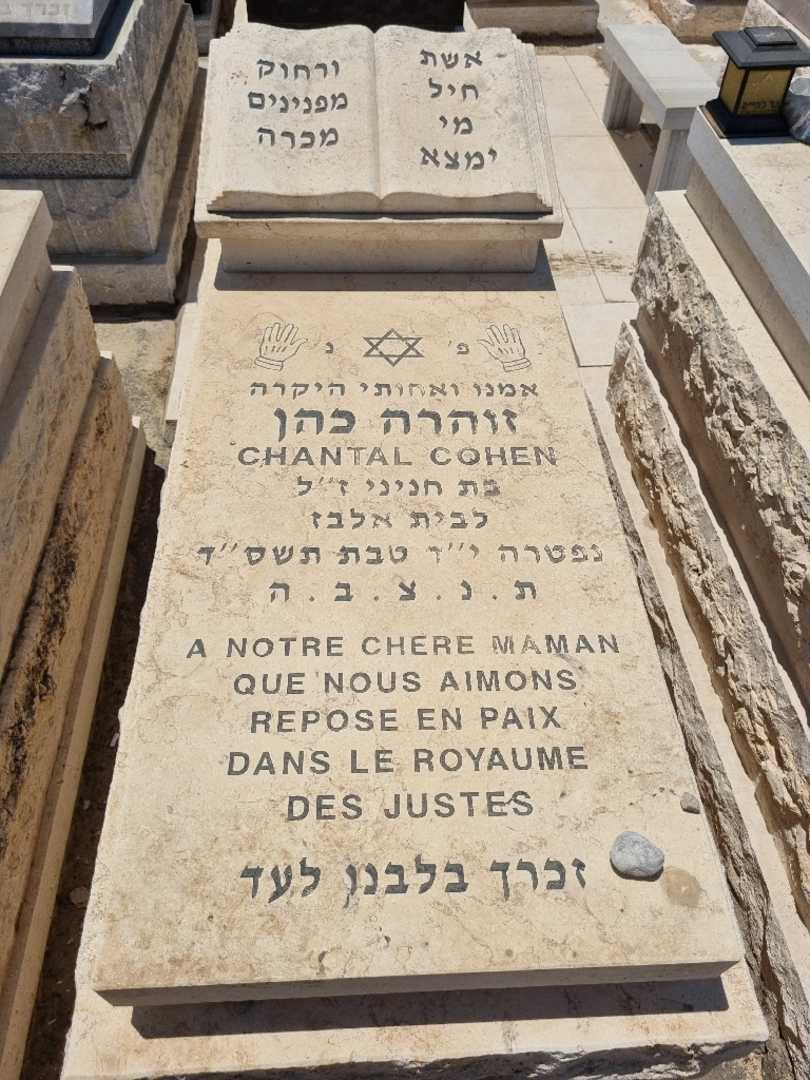 אשת
חיל
מי
ימצא
ורחוק
מפנינים
מכרה
פ׳ נ
אמנו ואחותי היקרה
זוהרה כהן
CHANTAL COHEN
בת חניני ז״ל
לבית אלבז
נפטרה י״ד טבת תשס״ד
ת . נ . צ . ב . ה
A NOTRE CHERE MAMAN
QUE NOUS AIMONS
REPOSE EN PAIX
DANS LE ROYAUME
DES JUSTES
זכרך בלבנו לעד